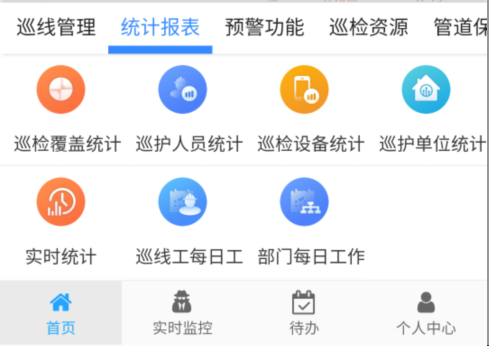 巡线管理 统计报表 预警功能 巡检资源 管道保
巡检覆盖统计 巡护人员统计 巡检设备统计 巡护单位统计
实时统计 巡线工每日工 部门每日工作
首页 实时监控 待办 个人中心